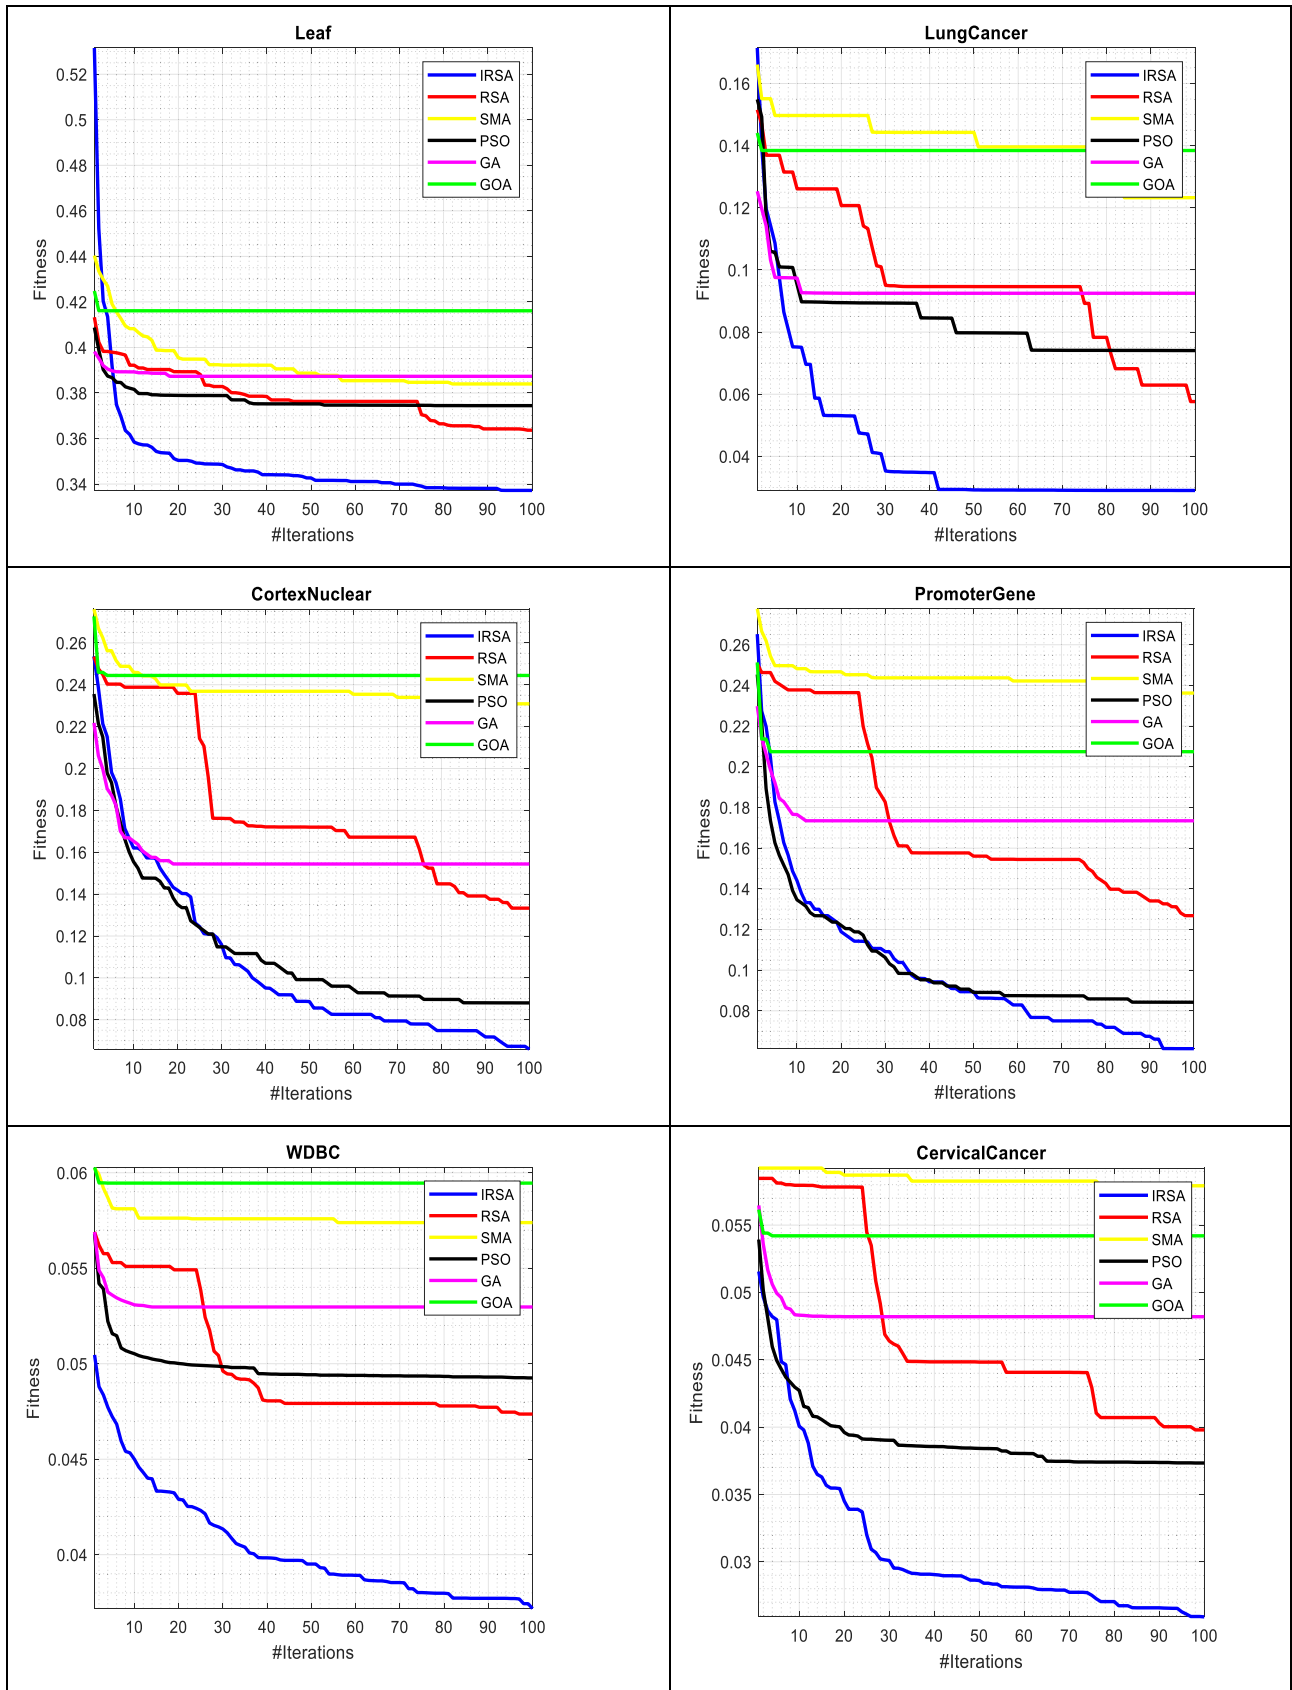 Leaf
0.52
0.5
0.48
0.46
0.44
0.42
0.4
0.38
0.36
0.34
Fitness
10 20 30 40 50 60 70 80 90 100
#Iterations
IRSA
RSA
SMA
PSO
GA
GOA
LungCancer
0.16
0.14
0.12
0.1
0.08
0.06
0.04
Fitness
10 20 30 40 50 60 70 80 90 100
#Iterations
IRSA
RSA
SMA
PSO
GA
GOA
CortexNuclear
0.26
0.24
0.22
0.2
0.18
0.16
0.14
0.12
0.1
0.08
Fitness
10 20 30 40 50 60 70 80 90 100
#Iterations
IRSA
RSA
SMA
PSO
GA
GOA
PromoterGene
0.26
0.24
0.22
0.2
0.18
0.16
0.14
0.12
0.1
0.08
Fitness
10 20 30 40 50 60 70 80 90 100
#Iterations
IRSA
RSA
SMA
PSO
GA
GOA
WDBC
0.06
0.055
0.05
0.045
0.04
Fitness
10 20 30 40 50 60 70 80 90 100
#Iterations
IRSA
RSA
SMA
PSO
GA
GOA
CervicalCancer
0.055
0.05
0.045
0.04
0.035
0.03
Fitness
10 20 30 40 50 60 70 80 90 100
#Iterations
IRSA
RSA
SMA
PSO
GA
GOA